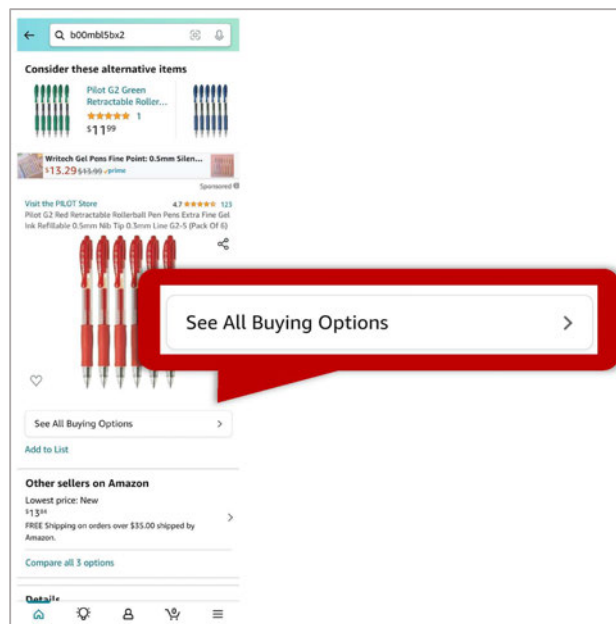 b00mbl5bx2
Consider these alternative items
Pilot G2 Green
Retractable Roller...
1
$1199
Writech Gel Pens Fine Point: 0.5mm Silen...
$13.29 $13.99 prime
Sponsored
Visit the PILOT Store 4.7 123
Pilot G2 Red Retractable Rollerball Pen Pens Extra Fine Gel
Ink Refillable 0.5mm Nib Tip 0.3mm Line G2-5 (Pack Of 6)
See All Buying Options
See All Buying Options
Add to List
Other sellers on Amazon
Lowest price: New
FREE Shipping on orders over $35.00 shipped by
Amazon.
Compare all 3 options
Details
0